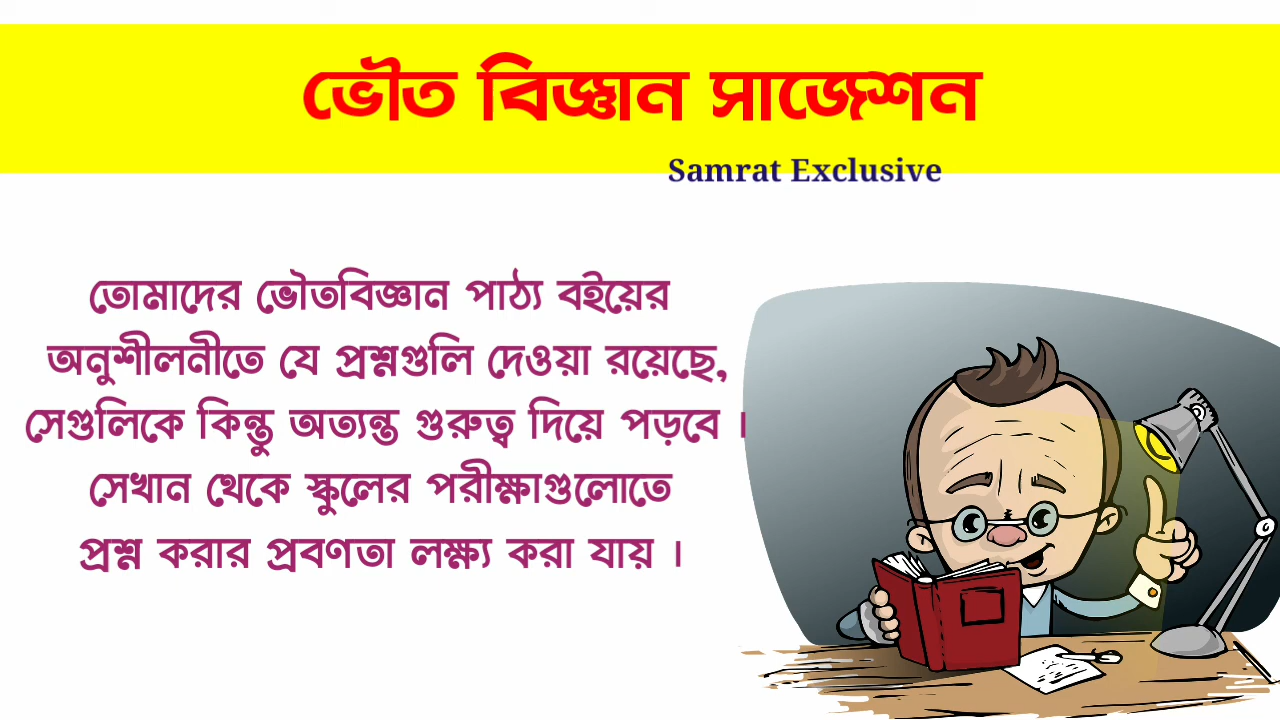 ভৌত বিজ্ঞান সাজেশন
Samrat Exclusive
তোমাদের ভৌতবিজ্ঞান পাঠ্য বইয়ের
অনুশীলনীতে যে প্রশ্নগুলি দেওয়া রয়েছে,
সেগুলিকে কিন্তু অত্যন্ত গুরুত্ব দিয়ে পড়বে ।
সেখান থেকে স্কুলের পরীক্ষাগুলোতে
প্রশ্ন করার প্রবণতা লক্ষ্য করা যায় ।